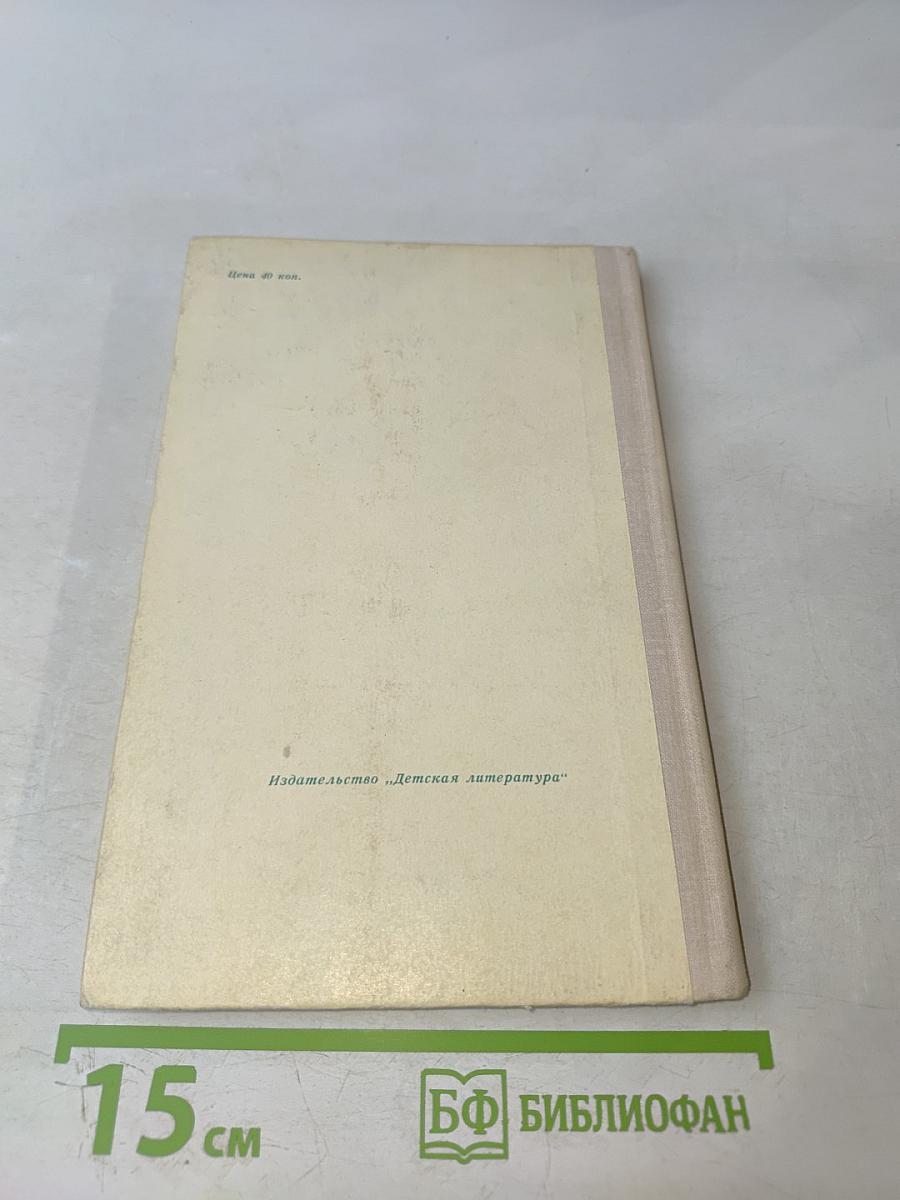 Цена 40 коп.
Издательство „Детская литература“
15 см
БФ БИБЛИОФАН